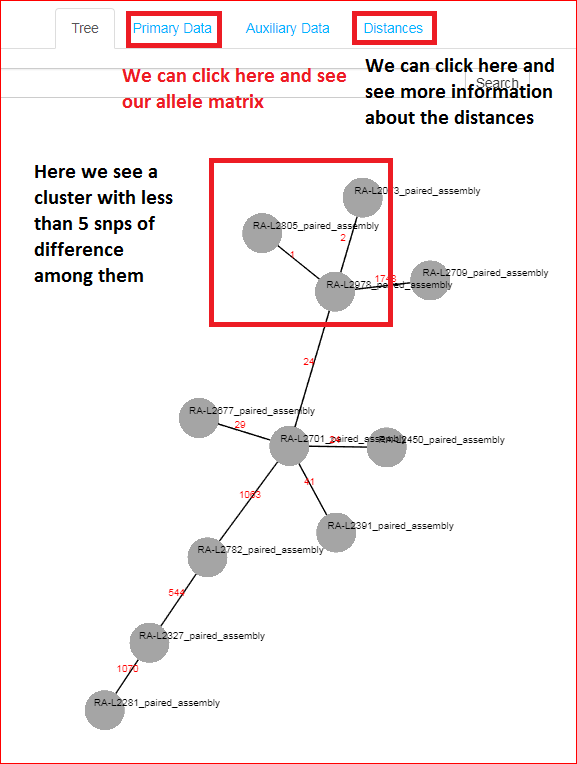 Tree Primary Data Auxiliary Data Distances
We can click here and see
our allele matrix
We can click here and
see more information
about the distances
Search
Here we see a
cluster with less
than 5 snps of
difference
among them
RA-L2073_paired_assembly
RA-L2805_paired_assembly
2
1
RA-L2709_paired_assembly
1748
RA-L2978_paired_assembly
24
RA-L2677_paired_assembly
29
RA-L2701_paired_assembly
24
RA-L2450_paired_assembly
41
1063
RA-L2391_paired_assembly
RA-L2782_paired_assembly
544
RA-L2327_paired_assembly
1070
RA-L2281_paired_assembly